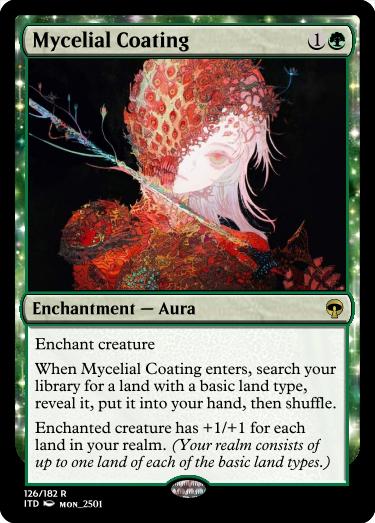 Mycelial Coating 1
Enchantment — Aura
Enchant creature
When Mycelial Coating enters, search your
library for a land with a basic land type,
reveal it, put it into your hand, then shuffle.
Enchanted creature has +1/+1 for each
land in your realm. (Your realm consists of
up to one land of each of the basic land types.)
126/182 R
ITD MON_2501